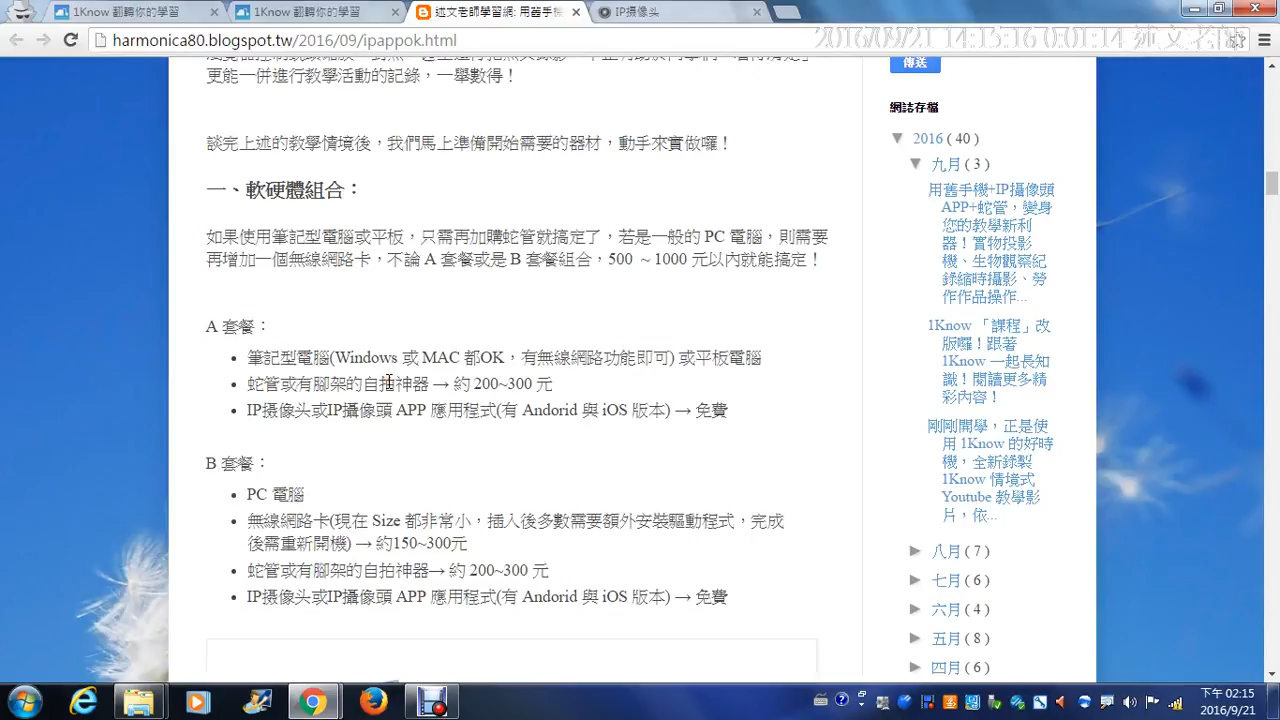 1Know 翻轉你的學習
1Know 翻轉你的學習
述文老師學習網: 用舊手機
IP摄像头
harmonica80.blogspot.tw/2016/09/ipappok.html
2016/09/21 14:15:16 0:01:14
更能一併進行教學活動的記錄，一舉數得！
談完上述的教學情境後，我們馬上準備開始需要的器材，動手來實做囉！
一、軟硬體組合：
如果使用筆記型電腦或平板，只需再加購蛇管就搞定了，若是一般的 PC 電腦，則需要
再增加一個無線網路卡，不論 A 套餐或是 B 套餐組合，500 ~ 1000 元以內就能搞定！
A 套餐：
• 筆記型電腦(Windows 或 MAC 都OK，有無線網路功能即可) 或平板電腦
• 蛇管或有腳架的自拍神器 → 約 200~300 元
• IP摄像头或IP攝像頭 APP 應用程式(有 Andorid 與 iOS 版本) → 免費
B 套餐：
• PC 電腦
• 無線網路卡(現在 Size 都非常小，插入後多數需要額外安裝驅動程式，完成
後需重新開機) → 約150~300元
• 蛇管或有腳架的自拍神器→ 約 200~300 元
• IP摄像头或IP攝像頭 APP 應用程式(有 Andorid 與 iOS 版本) → 免費
傳送
網誌存檔
▼ 2016 ( 40 )
▼ 九月 ( 3 )
用舊手機+IP攝像頭
APP+蛇管，變身
您的教學新利
器！實物投影
機、生物觀察紀
錄縮時攝影、勞
作作品操作...
1Know 「課程」改
版囉！跟著
1Know 一起長知
識！閱讀更多精
彩內容！
剛剛開學，正是使
用 1Know 的好時
機，全新錄製
1Know 情境式
Youtube 教學影
片，依...
► 八月 ( 7 )
► 七月 ( 6 )
► 六月 ( 4 )
► 五月 ( 8 )
► 四月 ( 6 )
下午 02:15
2016/9/21